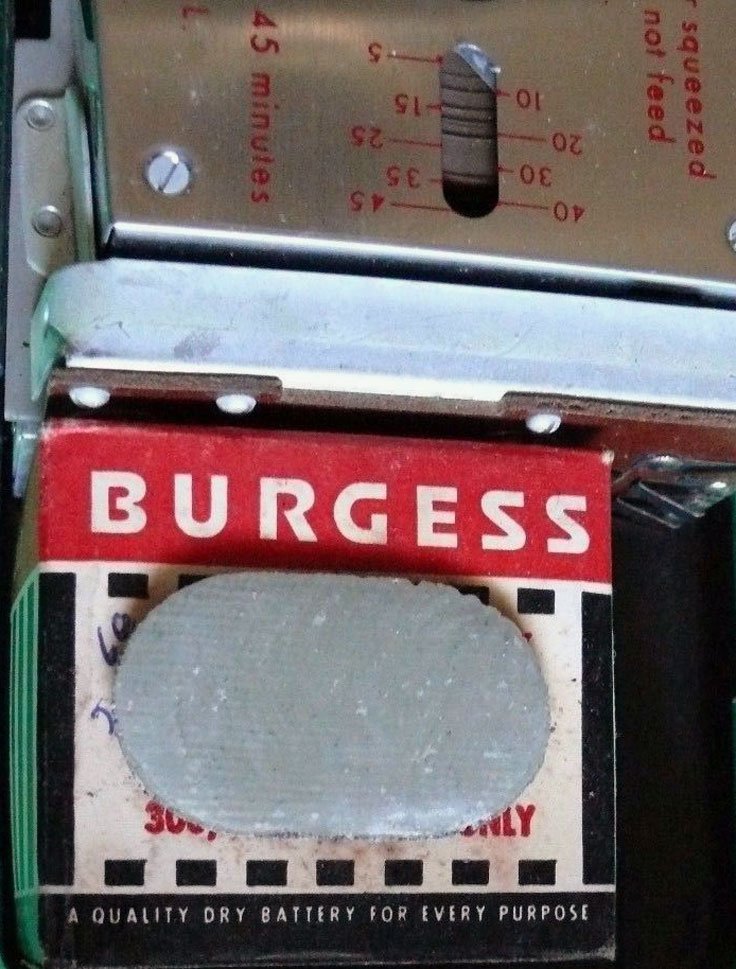 45 minutes
r squeezed
not feed
5
10
15
20
25
30
35
40
45
BURGESS
A QUALITY DRY BATTERY FOR EVERY PURPOSE